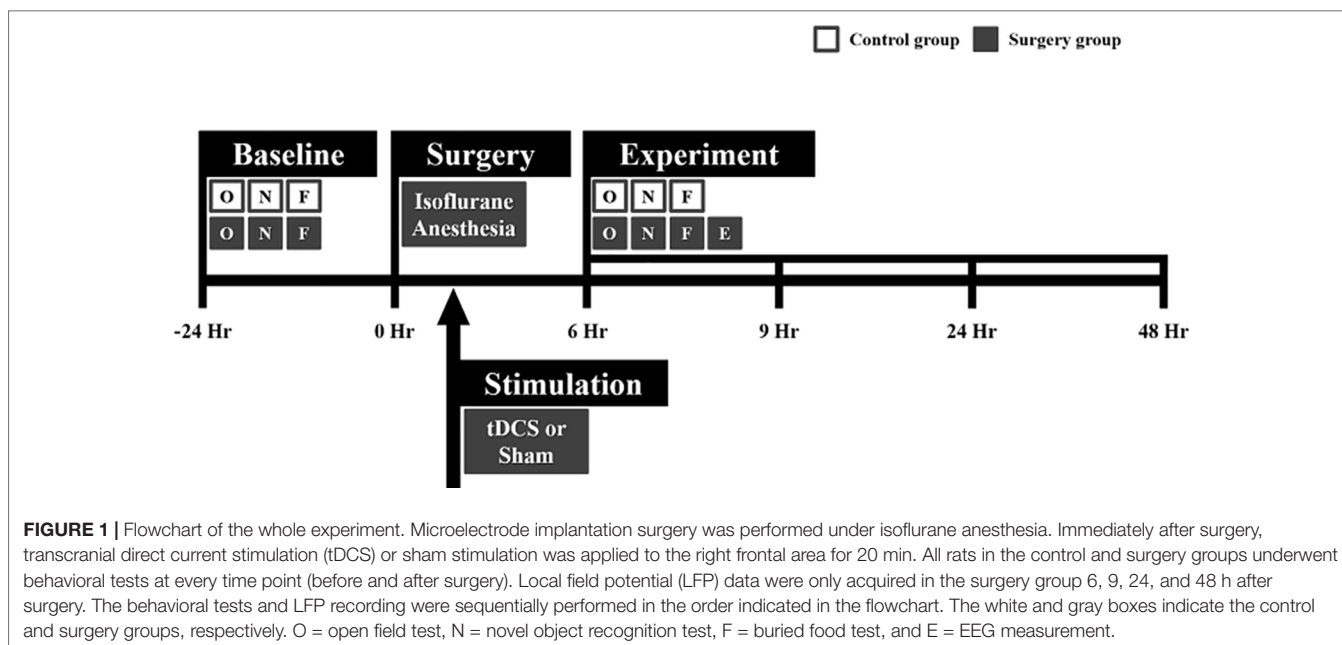 Control group Surgery group
Baseline Surgery Experiment
O N F Isoflurane O N F
O N F Anesthesia O N F E
-24 Hr 0 Hr 6 Hr 9 Hr 24 Hr 48 Hr
Stimulation
tDCS or
Sham
FIGURE 1 | Flowchart of the whole experiment. Microelectrode implantation surgery was performed under isoflurane anesthesia. Immediately after surgery,
transcranial direct current stimulation (tDCS) or sham stimulation was applied to the right frontal area for 20 min. All rats in the control and surgery groups underwent
behavioral tests at every time point (before and after surgery). Local field potential (LFP) data were only acquired in the surgery group 6, 9, 24, and 48 h after
surgery. The behavioral tests and LFP recording were sequentially performed in the order indicated in the flowchart. The white and gray boxes indicate the control
and surgery groups, respectively. O = open field test, N = novel object recognition test, F = buried food test, and E = EEG measurement.